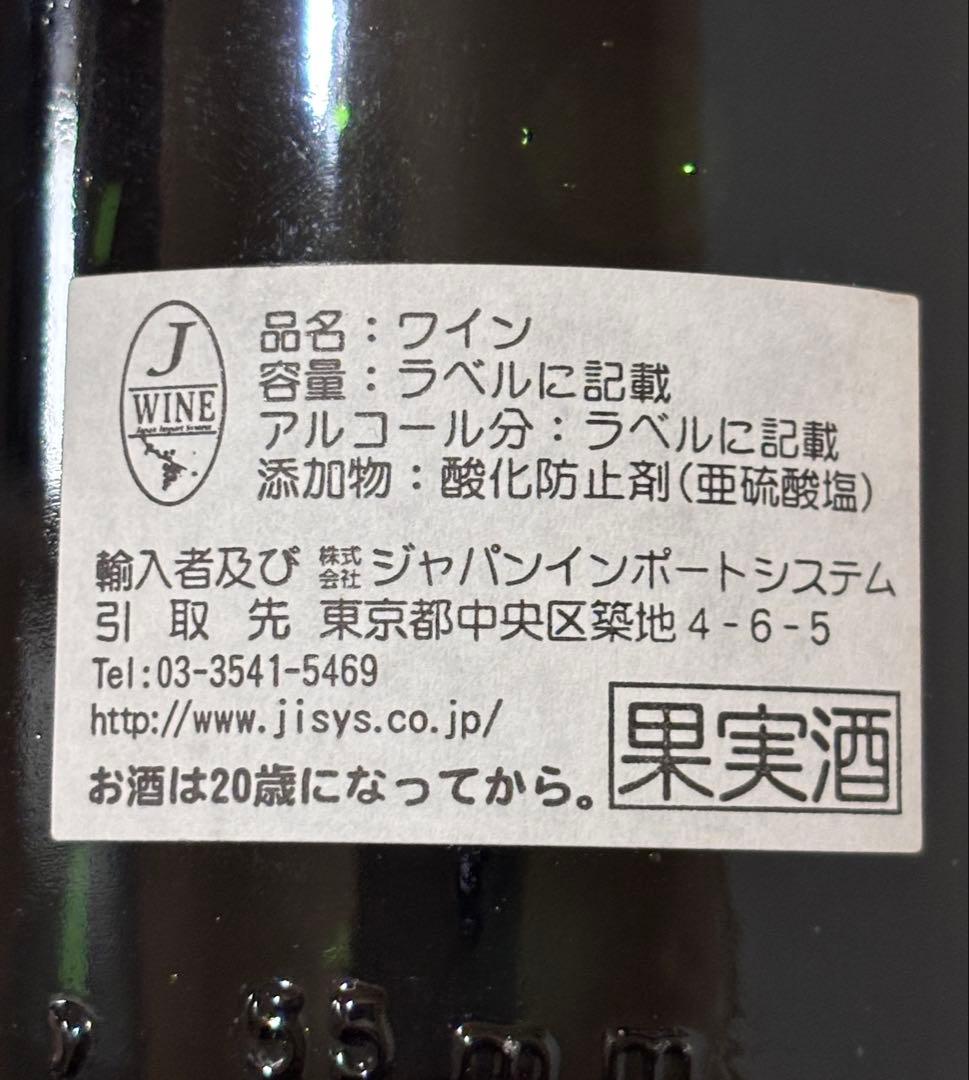 J
WINE
Japan Import System
品名：ワイン
容量：ラベルに記載
アルコール分：ラベルに記載
添加物：酸化防止剤(亜硫酸塩)
輸入者及び 株式会社 ジャパンインポートシステム
引取先 東京都中央区築地4-6-5
Tel:03-3541-5469
http://www.jisys.co.jp/
お酒は20歳になってから。
果実酒
55mm